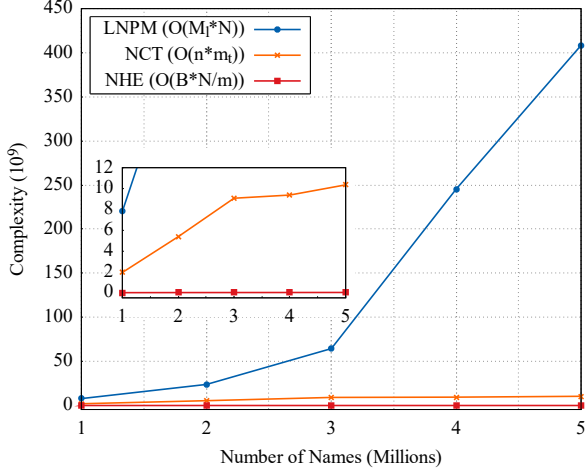 450
400
350
300
250
200
150
100
50
0
Complexity (10⁹)
LNPM (O(Mₗ*N))
NCT (O(n*mₜ))
NHE (O(B*N/m))
12
10
8
6
4
2
0
1 2 3 4 5
1 2 3 4 5
Number of Names (Millions)